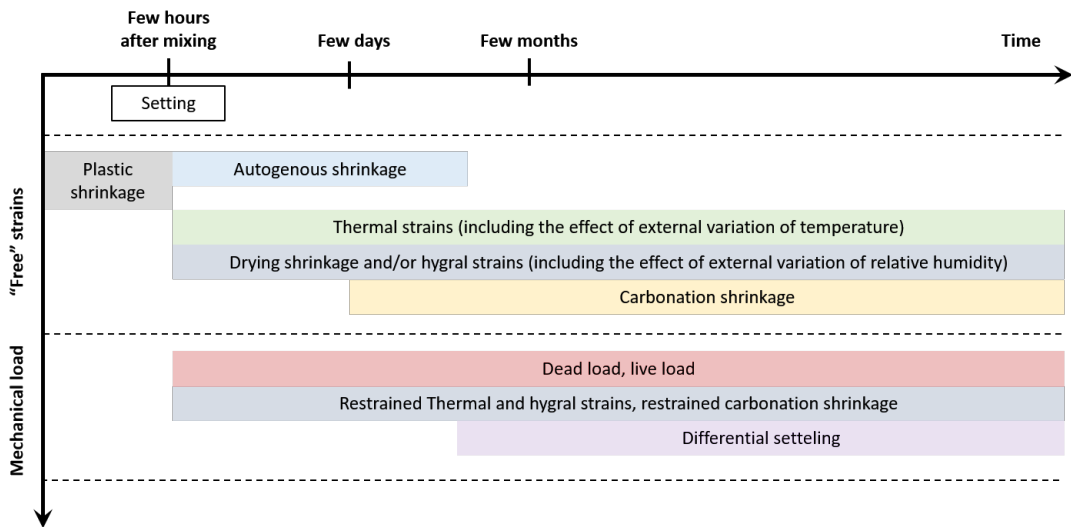 Few hours
after mixing
Few days
Few months
Time
Setting
"Free" strains
Plastic
shrinkage
Autogenous shrinkage
Thermal strains (including the effect of external variation of temperature)
Drying shrinkage and/or hygral strains (including the effect of external variation of relative humidity)
Carbonation shrinkage
Mechanical load
Dead load, live load
Restrained Thermal and hygral strains, restrained carbonation shrinkage
Differential setteling